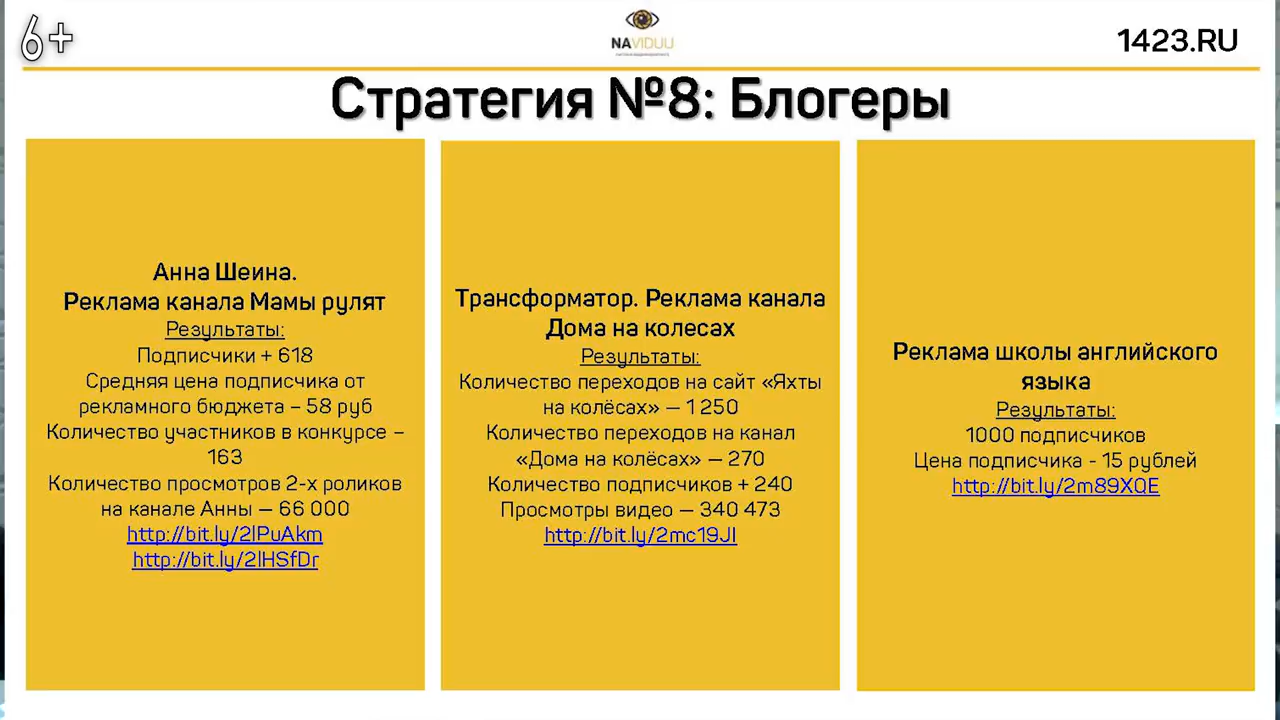 6+
NAVIDUU
1423.RU
Стратегия №8: Блогеры
Анна Шеина.
Реклама канала Мамы рулят
Результаты:
Подписчики + 618
Средняя цена подписчика от
рекламного бюджета – 58 руб
Количество участников в конкурсе –
163
Количество просмотров 2-х роликов
на канале Анны — 66 000
http://bit.ly/2lPuAkm
http://bit.ly/2lHSfDr
Трансформатор. Реклама канала
Дома на колесах
Результаты:
Количество переходов на сайт «Яхты
на колёсах» — 1 250
Количество переходов на канал
«Дома на колёсах» — 270
Количество подписчиков + 240
Просмотры видео — 340 473
http://bit.ly/2mc19Jl
Реклама школы английского
языка
Результаты:
1000 подписчиков
Цена подписчика - 15 рублей
http://bit.ly/2m89XQE